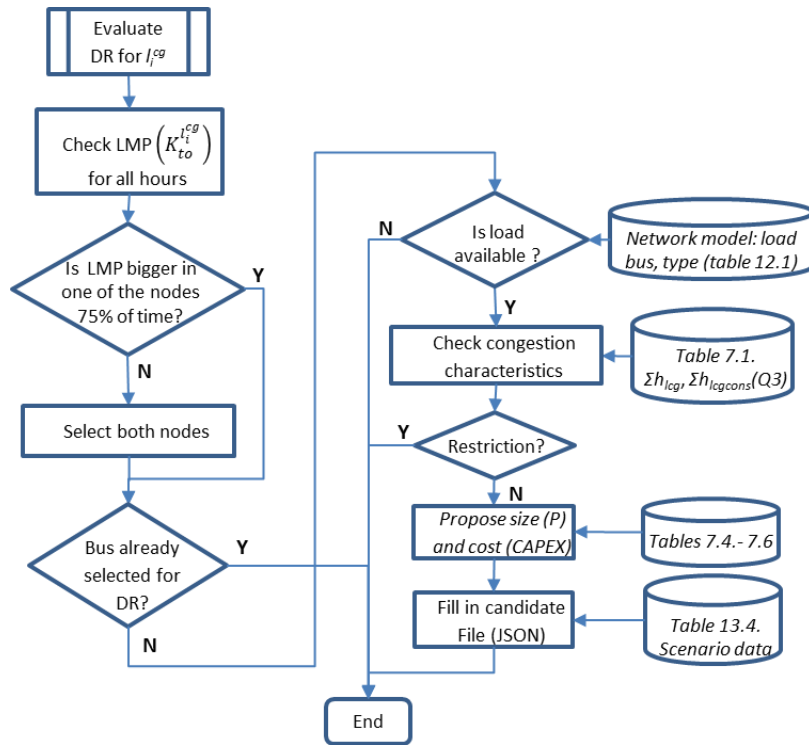 Evaluate
DR for l_i^cg
Check LMP (K_to^{l_i^cg})
for all hours
Is LMP bigger in
one of the nodes
75% of time?
Y
N
Select both nodes
Bus already
selected for
DR?
Y
N
Is load
available ?
N
Y
Network model: load
bus, type (table 12.1)
Check congestion
characteristics
Table 7.1.
Σh_lcg, Σh_lcgcons(Q3)
Restriction?
Y
N
Propose size (P)
and cost (CAPEX)
Tables 7.4.- 7.6
Fill in candidate
File (JSON)
Table 13.4.
Scenario data
End